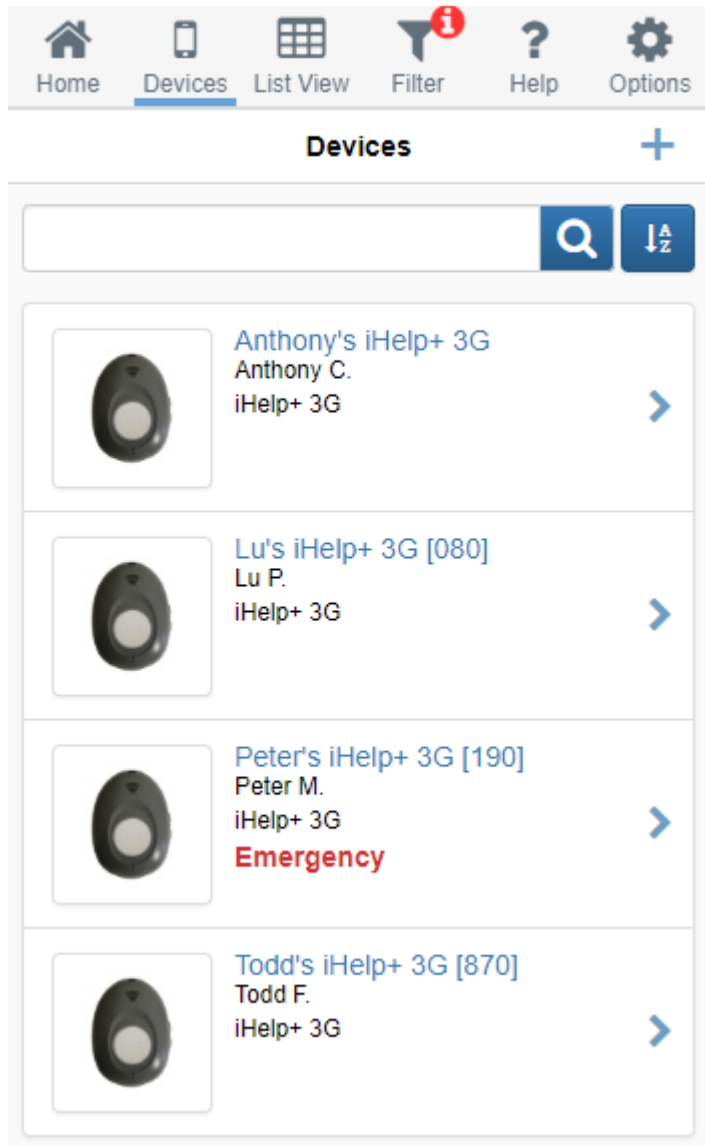 Home Devices List View Filter Help Options
Devices
Anthony's iHelp+ 3G
Anthony C.
iHelp+ 3G
Lu's iHelp+ 3G [080]
Lu P.
iHelp+ 3G
Peter's iHelp+ 3G [190]
Peter M.
iHelp+ 3G
Emergency
Todd's iHelp+ 3G [870]
Todd F.
iHelp+ 3G